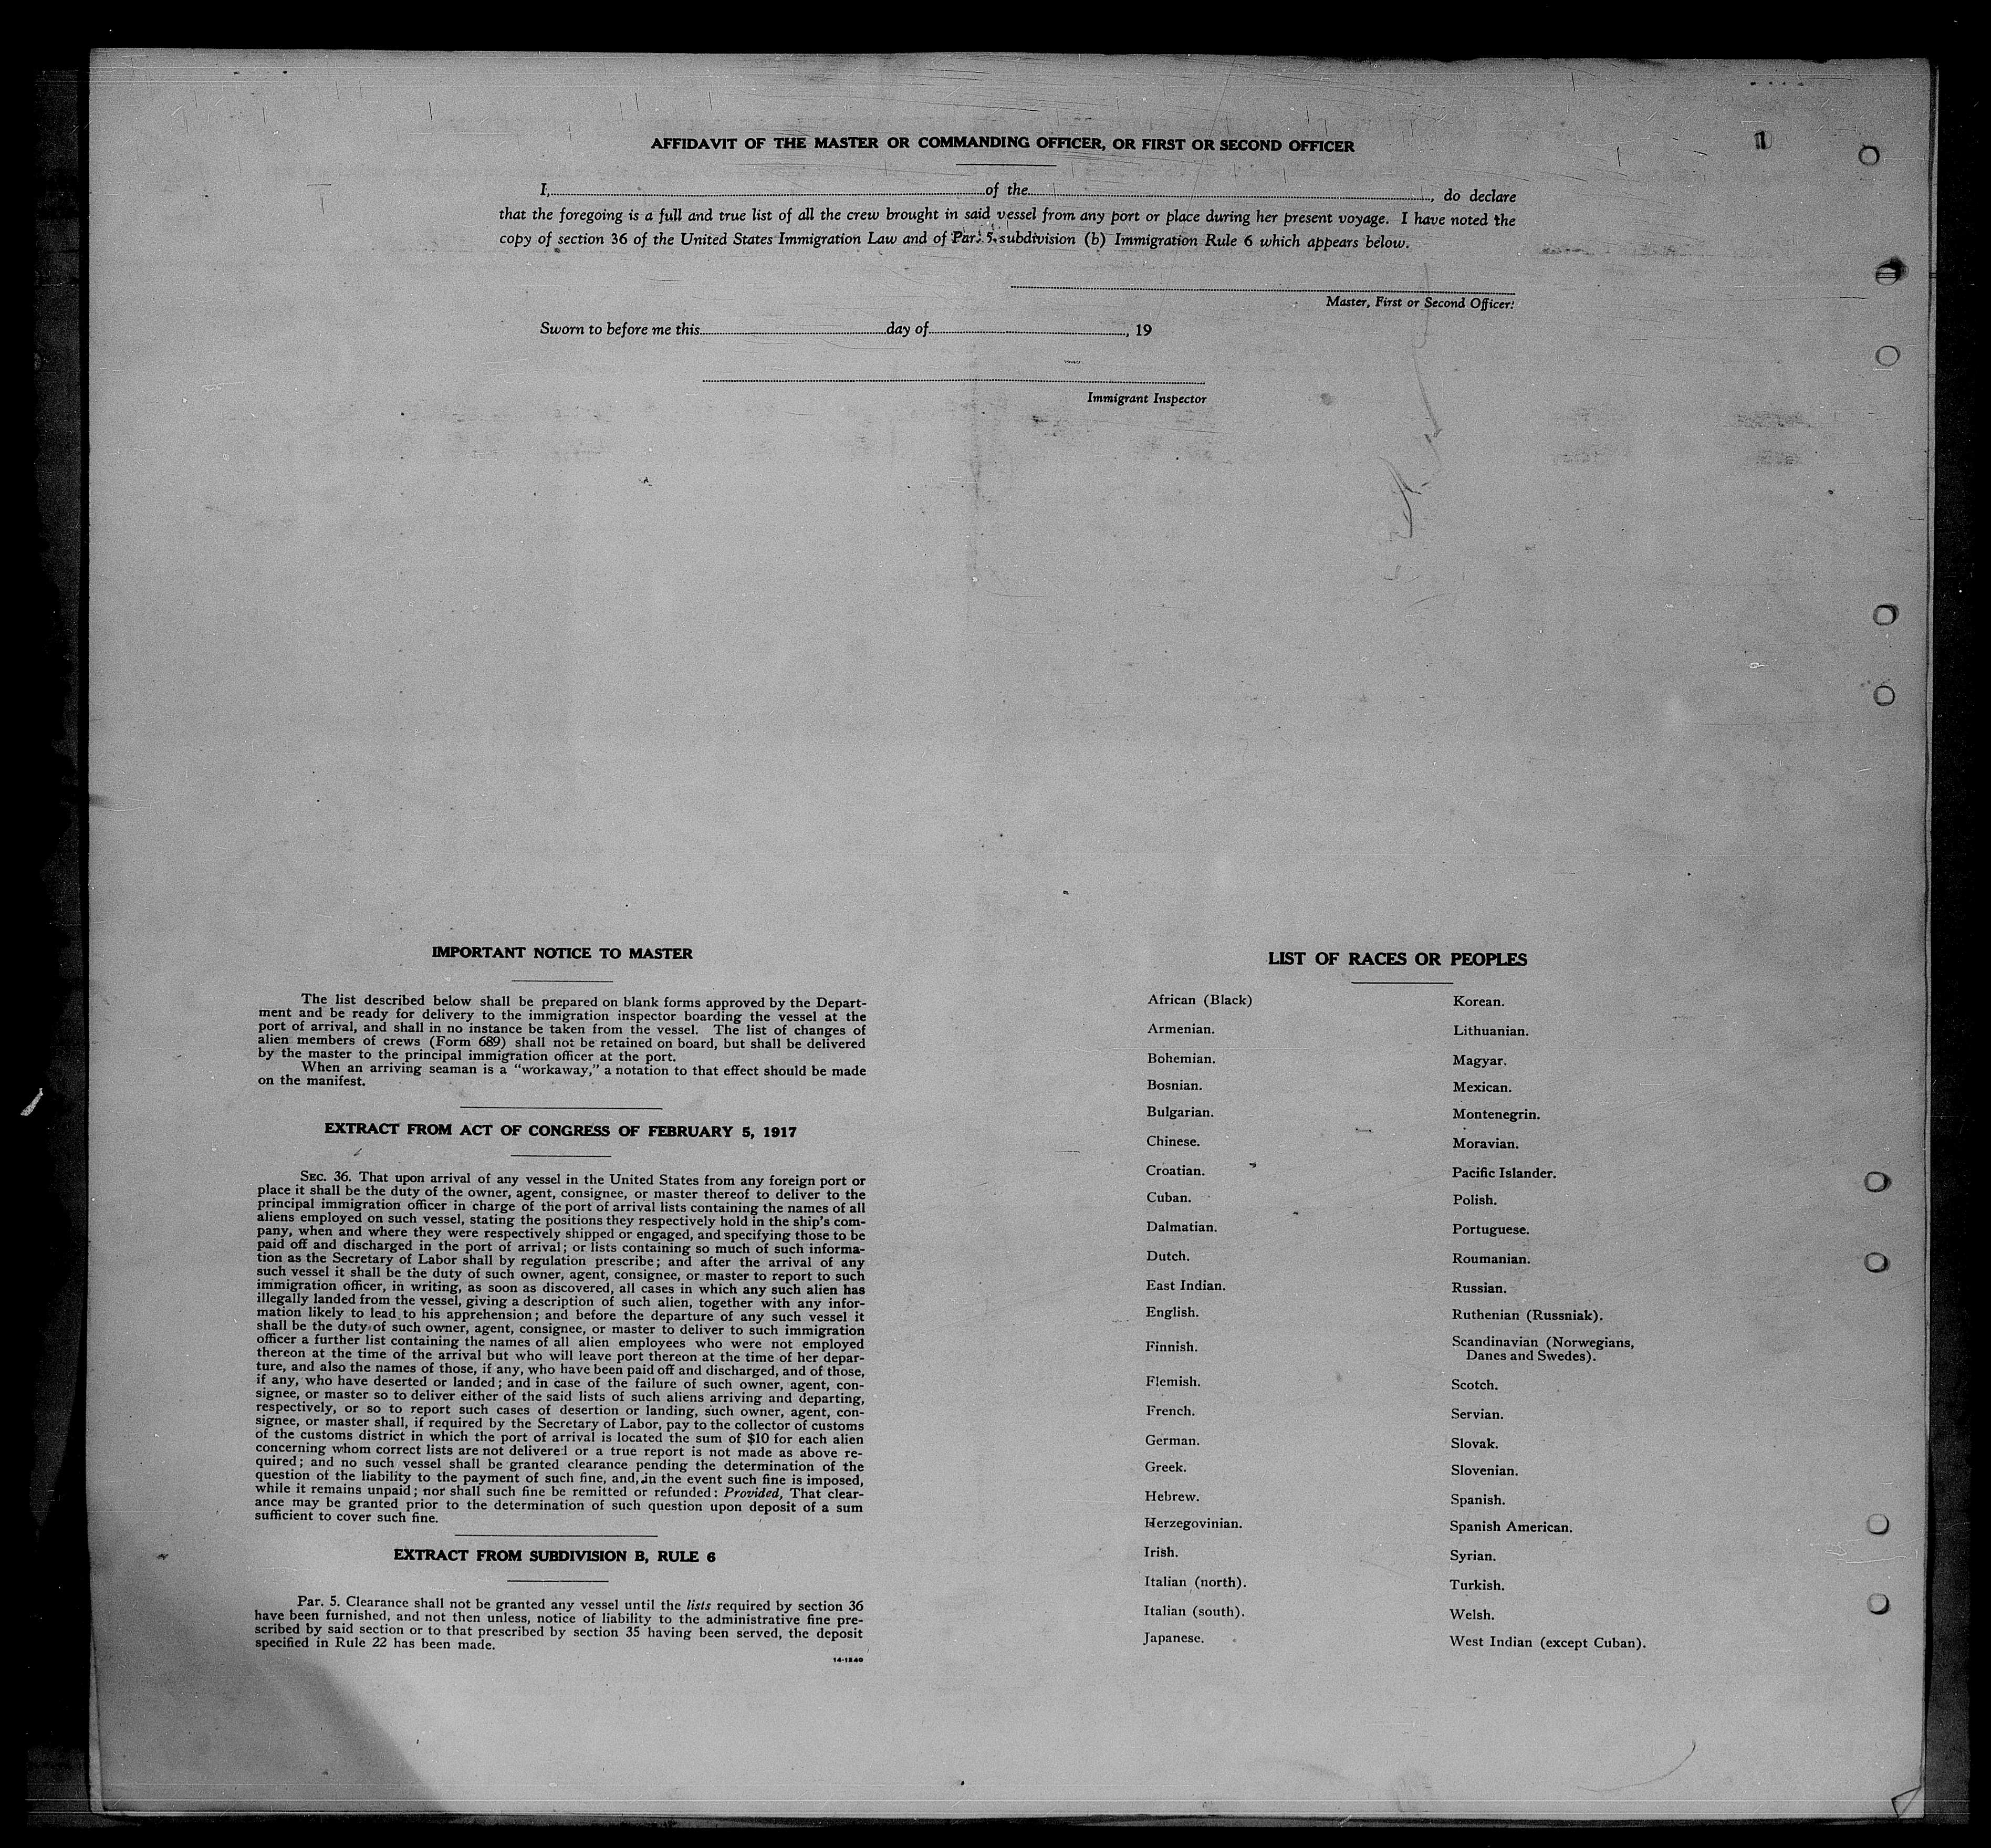 AFFIDAVIT OF THE MASTER OR COMMANDING OFFICER, OR FIRST OR SECOND OFFICER
I, of the , do declare
that the foregoing is a full and true list of all the crew brought in said vessel from any port or place during her present voyage. I have noted the
copy of section 36 of the United States Immigration Law and of Par. 5, subdivision (b) Immigration Rule 6 which appears below.
Master, First or Second Officer.
Sworn to before me this day of , 19
Immigrant Inspector
IMPORTANT NOTICE TO MASTER
The list described below shall be prepared on blank forms approved by the Depart-
ment and be ready for delivery to the immigration inspector boarding the vessel at the
port of arrival, and shall in no instance be taken from the vessel. The list of changes of
alien members of crews (Form 689) shall not be retained on board, but shall be delivered
by the master to the principal immigration officer at the port.
When an arriving seaman is a "workaway," a notation to that effect should be made
on the manifest.
EXTRACT FROM ACT OF CONGRESS OF FEBRUARY 5, 1917
SEC. 36. That upon arrival of any vessel in the United States from any foreign port or
place it shall be the duty of the owner, agent, consignee, or master thereof to deliver to the
principal immigration officer in charge of the port of arrival lists containing the names of all
aliens employed on such vessel, stating the positions they respectively hold in the ship's com-
pany, when and where they were respectively shipped or engaged, and specifying those to be
paid off and discharged in the port of arrival; or lists containing so much of such informa-
tion as the Secretary of Labor shall by regulation prescribe; and after the arrival of any
such vessel it shall be the duty of such owner, agent, consignee, or master to report to such
immigration officer, in writing, as soon as discovered, all cases in which any such alien has
illegally landed from the vessel, giving a description of such alien, together with any infor-
mation likely to lead to his apprehension; and before the departure of any such vessel it
shall be the duty of such owner, agent, consignee, or master to deliver to such immigration
officer a further list containing the names of all alien employees who were not employed
thereon at the time of the arrival but who will leave port thereon at the time of her depar-
ture, and also the names of those, if any, who have been paid off and discharged, and of those,
if any, who have deserted or landed; and in case of the failure of such owner, agent, con-
signee, or master so to deliver either of the said lists of such aliens arriving and departing,
respectively, or so to report such cases of desertion or landing, such owner, agent, con-
signee, or master shall, if required by the Secretary of Labor, pay to the collector of customs
of the customs district in which the port of arrival is located the sum of $10 for each alien
concerning whom correct lists are not delivered or a true report is not made as above re-
quired; and no such vessel shall be granted clearance pending the determination of the
question of the liability to the payment of such fine, and, in the event such fine is imposed,
while it remains unpaid; nor shall such fine be remitted or refunded: Provided, That clear-
ance may be granted prior to the determination of such question upon deposit of a sum
sufficient to cover such fine.
EXTRACT FROM SUBDIVISION B, RULE 6
Par. 5. Clearance shall not be granted any vessel until the lists required by section 36
have been furnished, and not then unless, notice of liability to the administrative fine pre-
scribed by said section or to that prescribed by section 35 having been served, the deposit
specified in Rule 22 has been made.
14-1240
LIST OF RACES OR PEOPLES
African (Black)
Armenian.
Bohemian.
Bosnian.
Bulgarian.
Chinese.
Croatian.
Cuban.
Dalmatian.
Dutch.
East Indian.
English.
Finnish.
Flemish.
French.
German.
Greek.
Hebrew.
Herzegovinian.
Irish.
Italian (north).
Italian (south).
Japanese.
Korean.
Lithuanian.
Magyar.
Mexican.
Montenegrin.
Moravian.
Pacific Islander.
Polish.
Portuguese.
Roumanian.
Russian.
Ruthenian (Russniak).
Scandinavian (Norwegians,
Danes and Swedes).
Scotch.
Servian.
Slovak.
Slovenian.
Spanish.
Spanish American.
Syrian.
Turkish.
Welsh.
West Indian (except Cuban).